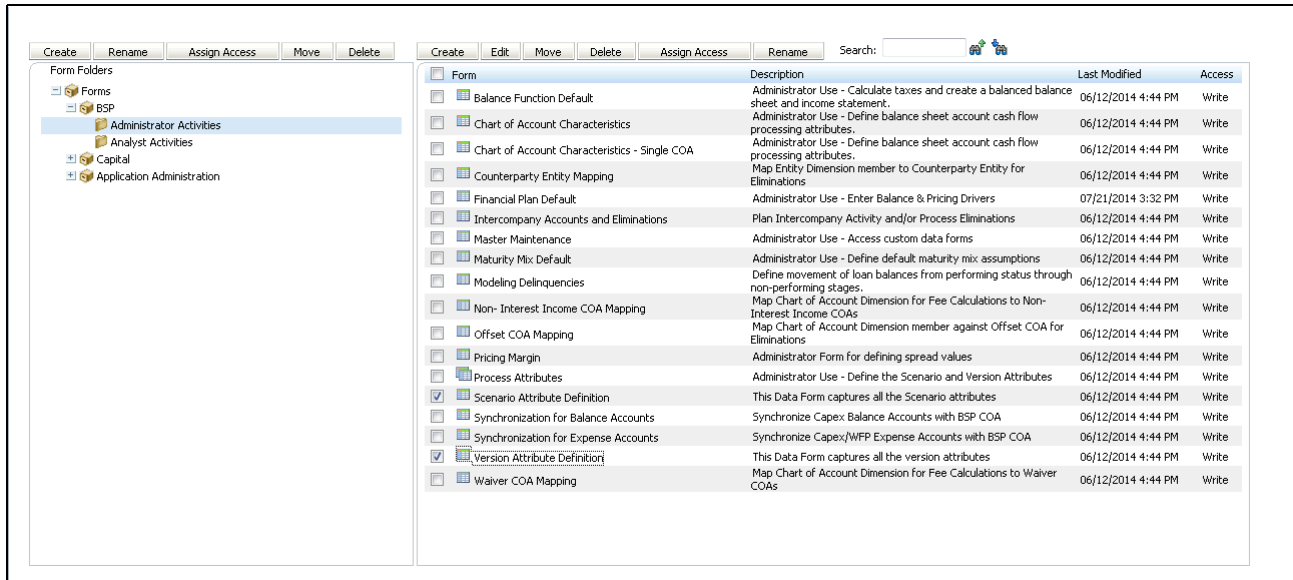 Create Rename Assign Access Move Delete
Form Folders
Forms
BSP
Administrator Activities
Analyst Activities
Capital
Application Administration
Create Edit Move Delete Assign Access Rename Search:
Form Description Last Modified Access
Balance Function Default Administrator Use - Calculate taxes and create a balanced balance sheet and income statement. 06/12/2014 4:44 PM Write
Chart of Account Characteristics Administrator Use - Define balance sheet account cash flow processing attributes. 06/12/2014 4:44 PM Write
Chart of Account Characteristics - Single COA Administrator Use - Define balance sheet account cash flow processing attributes. 06/12/2014 4:44 PM Write
Counterparty Entity Mapping Map Entity Dimension member to Counterparty Entity for Eliminations 06/12/2014 4:44 PM Write
Financial Plan Default Administrator Use - Enter Balance & Pricing Drivers 07/21/2014 3:32 PM Write
Intercompany Accounts and Eliminations Plan Intercompany Activity and/or Process Eliminations 06/12/2014 4:44 PM Write
Master Maintenance Administrator Use - Access custom data forms 06/12/2014 4:44 PM Write
Maturity Mix Default Administrator Use - Define default maturity mix assumptions 06/12/2014 4:44 PM Write
Modeling Delinquencies Define movement of loan balances from performing status through non-performing stages. 06/12/2014 4:44 PM Write
Non- Interest Income COA Mapping Map Chart of Account Dimension for Fee Calculations to Non-Interest Income COAs 06/12/2014 4:44 PM Write
Offset COA Mapping Map Chart of Account Dimension member against Offset COA for Eliminations 06/12/2014 4:44 PM Write
Pricing Margin Administrator Form for defining spread values 06/12/2014 4:44 PM Write
Process Attributes Administrator Use - Define the Scenario and Version Attributes 06/12/2014 4:44 PM Write
Scenario Attribute Definition This Data Form captures all the Scenario attributes 06/12/2014 4:44 PM Write
Synchronization for Balance Accounts Synchronize Capex Balance Accounts with BSP COA 06/12/2014 4:44 PM Write
Synchronization for Expense Accounts Synchronize Capex/WFP Expense Accounts with BSP COA 06/12/2014 4:44 PM Write
Version Attribute Definition This Data Form captures all the version attributes 06/12/2014 4:44 PM Write
Waiver COA Mapping Map Chart of Account Dimension for Fee Calculations to Waiver COAs 06/12/2014 4:44 PM Write